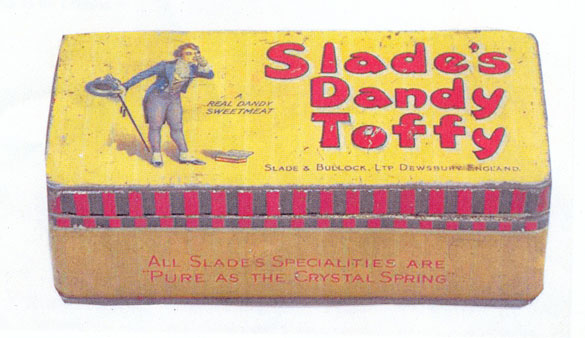 Slade's
Dandy
Toffy
A
REAL DANDY
SWEETMEAT
SLADE & BULLOCK, LTD DEWSBURY ENGLAND.
ALL SLADE'S SPECIALITIES ARE
"PURE AS THE CRYSTAL SPRING"